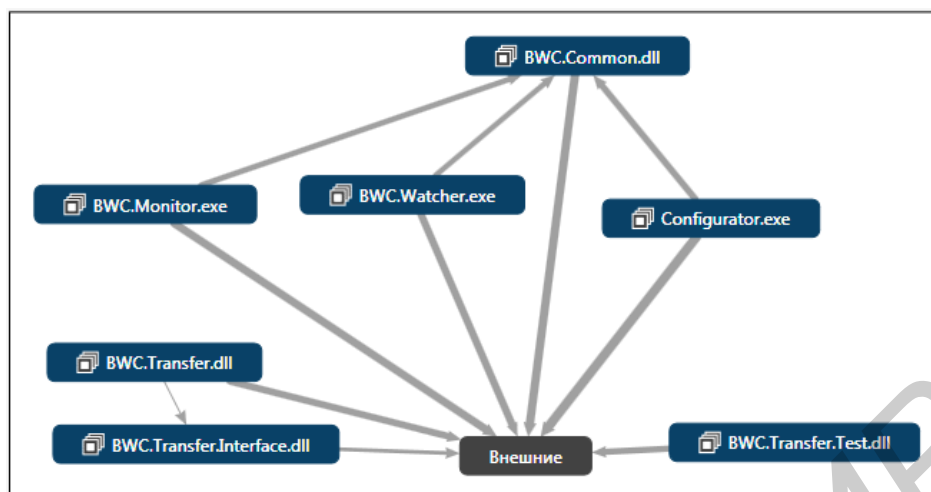 BWC.Common.dll
BWC.Monitor.exe
BWC.Watcher.exe
Configurator.exe
BWC.Transfer.dll
BWC.Transfer.Interface.dll
Внешние
BWC.Transfer.Test.dll